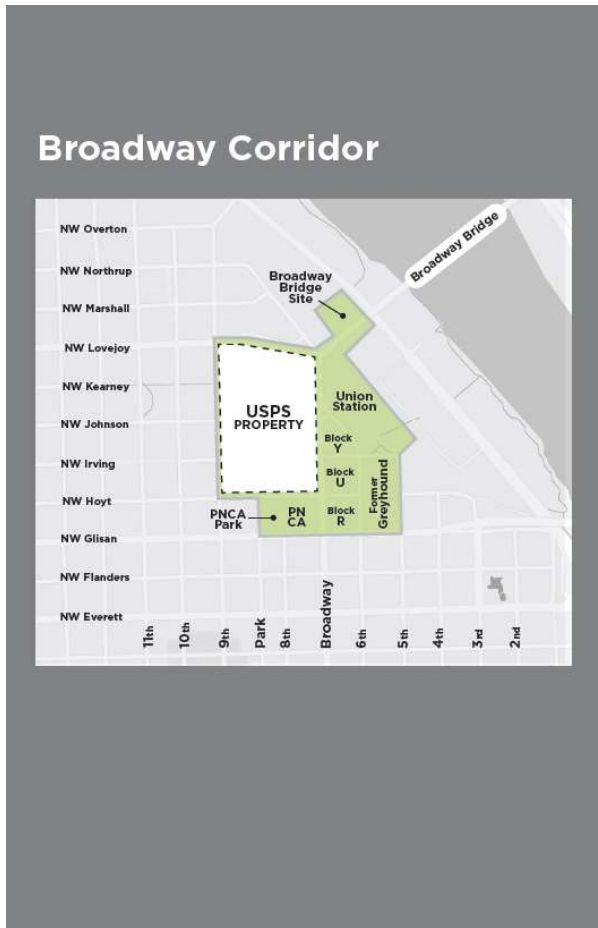 Broadway Corridor
NW Overton
NW Northrup
NW Marshall
NW Lovejoy
NW Kearney
NW Johnson
NW Irving
NW Hoyt
NW Glisan
NW Flanders
NW Everett
Broadway Bridge
Broadway
Bridge
Site
USPS
PROPERTY
Union
Station
Block
Y
Block
U
Block
R
Former
Greyhound
PNCA
Park
PN
CA
11th
10th
9th
Park
8th
Broadway
6th
5th
4th
3rd
2nd